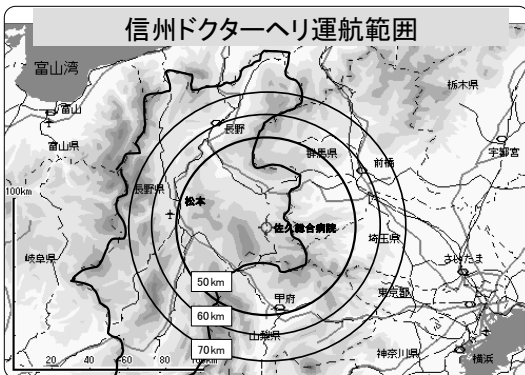 信州ドクターヘリ運航範囲
富山湾
栃木県
富山
長野
宇都宮
富山県
群馬県
前橋
100km
長野県
松本
佐久総合病院
埼玉県
岐阜県
さいたま
50km
甲府
東京都
60km
山梨県
70km
神奈川県
横浜
20 40 60 80